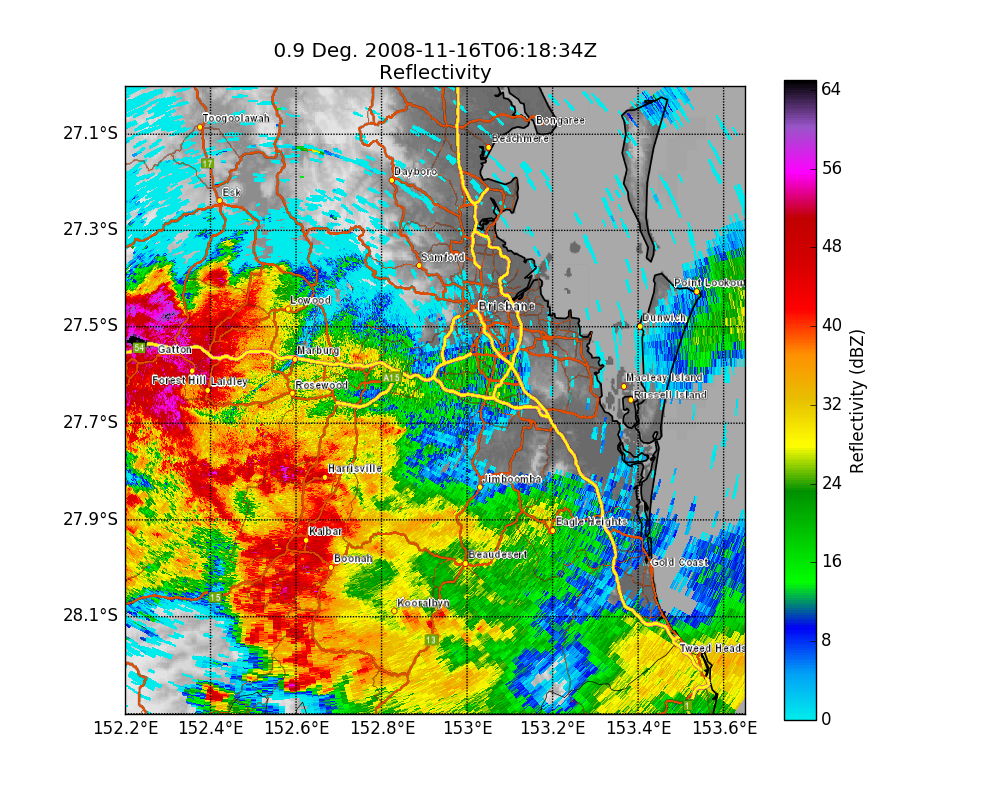 0.9 Deg. 2008-11-16T06:18:34Z
Reflectivity
Toogoolawah
Bongaree
Beachmere
17
Dayboro
Esk
Samford
Point Lookou
Lowood
Brisbane
Dunwich
54
Gatton
Marburg
A15
Forest Hill
Laidley
Rosewood
Macleay Island
Russell Island
Harrisville
Jimboomba
Eagle Heights
Kalbar
Boonah
Beaudesert
Gold Coast
15
Kooralbyn
13
Tweed Heads
1
27.1°S
27.3°S
27.5°S
27.7°S
27.9°S
28.1°S
152.2°E 152.4°E 152.6°E 152.8°E 153°E 153.2°E 153.4°E 153.6°E
64
56
48
40
32
24
16
8
0
Reflectivity (dBZ)